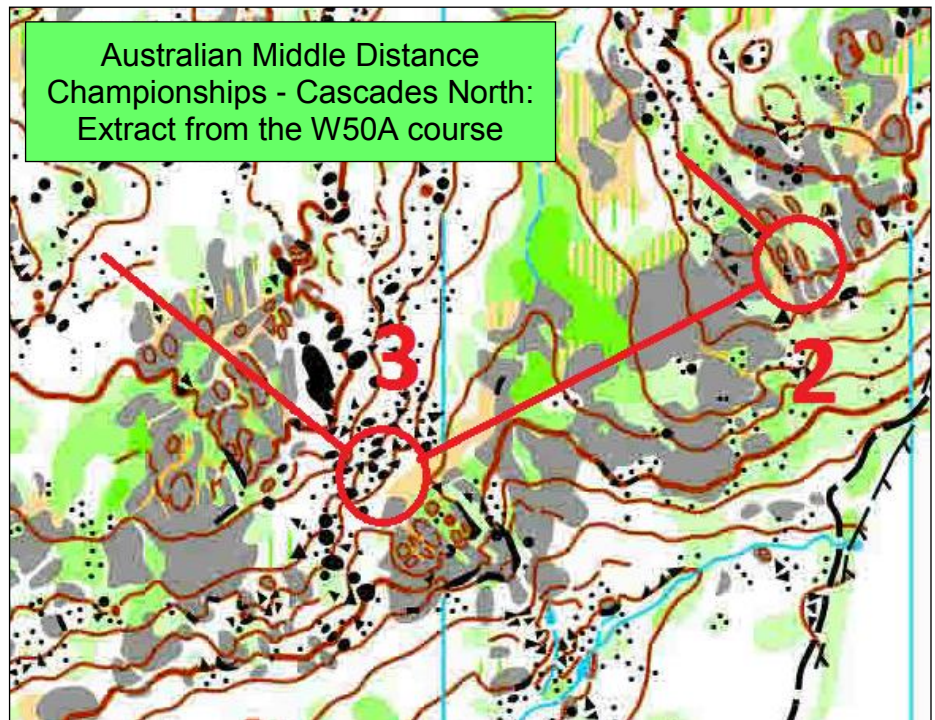 Australian Middle Distance
Championships - Cascades North:
Extract from the W50A course
3
2